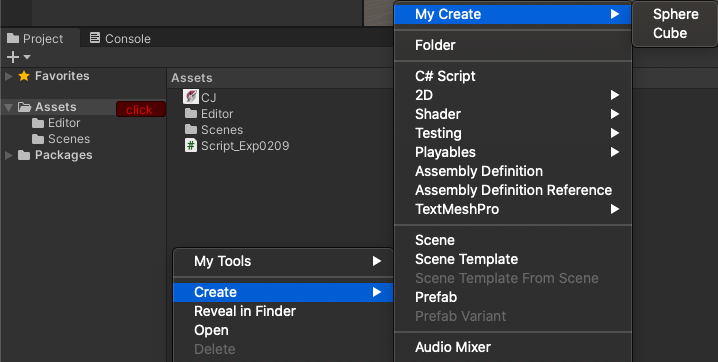 Project
Console
Favorites
Assets
click
Editor
Scenes
Packages
Assets
CJ
Editor
Scenes
Script_Exp0209
My Tools
Create
Reveal in Finder
Open
Delete
My Create
Folder
C# Script
2D
Shader
Testing
Playables
Assembly Definition
Assembly Definition Reference
TextMeshPro
Scene
Scene Template
Scene Template From Scene
Prefab
Prefab Variant
Audio Mixer
Sphere
Cube